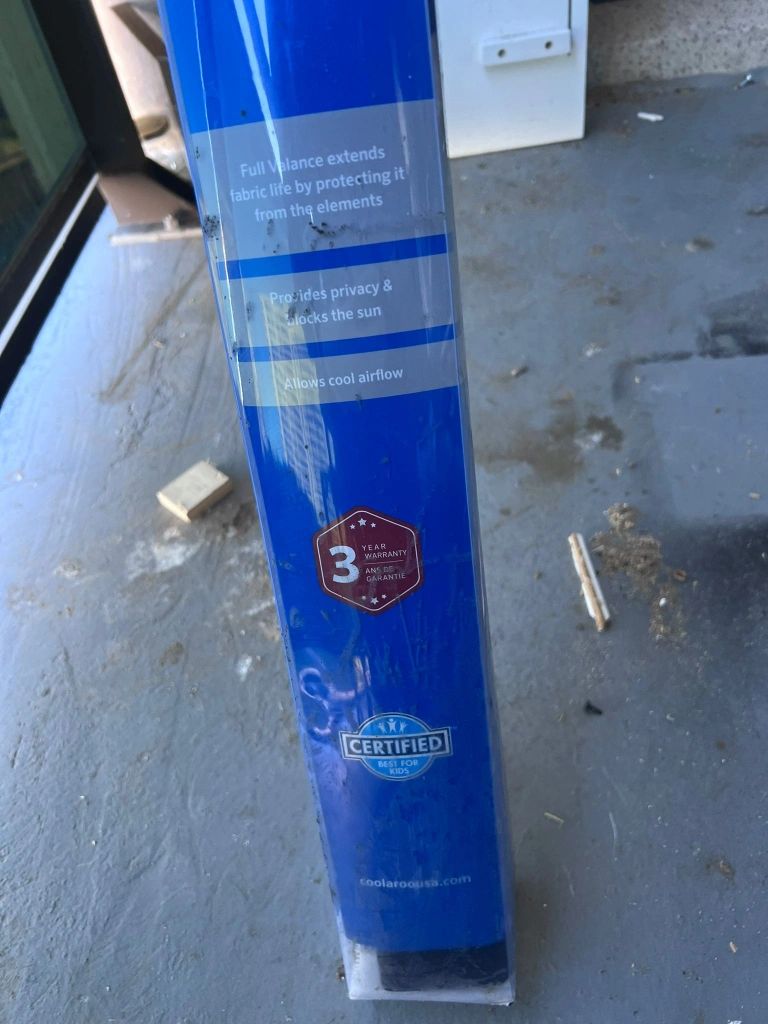 Full Valance extends
fabric life by protecting it
from the elements
Provides privacy &
blocks the sun
Allows cool airflow
3 YEAR
WARRANTY
ANS DE
GARANTIE
CERTIFIED™
BEST FOR
KIDS
coolaroousa.com